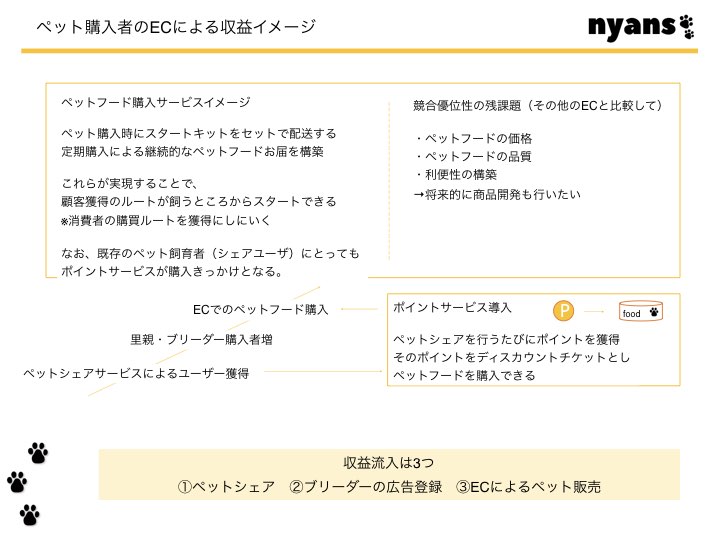 ペット購入者のECによる収益イメージ
nyans
ペットフード購入サービスイメージ
ペット購入時にスタートキットをセットで配送する
定期購入による継続的なペットフードお届を構築
これらが実現することで、
顧客獲得のルートが飼うところからスタートできる
※消費者の購買ルートを獲得にしにいく
なお、既存のペット飼育者（シェアユーザ）にとっても
ポイントサービスが購入きっかけとなる。
競合優位性の残課題（その他のECと比較して）
・ペットフードの価格
・ペットフードの品質
・利便性の構築
→将来的に商品開発も行いたい
ECでのペットフード購入
里親・ブリーダー購入者増
ペットシェアサービスによるユーザー獲得
ポイントサービス導入
P
food
ペットシェアを行うたびにポイントを獲得
そのポイントをディスカウントチケットとし
ペットフードを購入できる
収益流入は3つ
①ペットシェア　②ブリーダーの広告登録　③ECによるペット販売